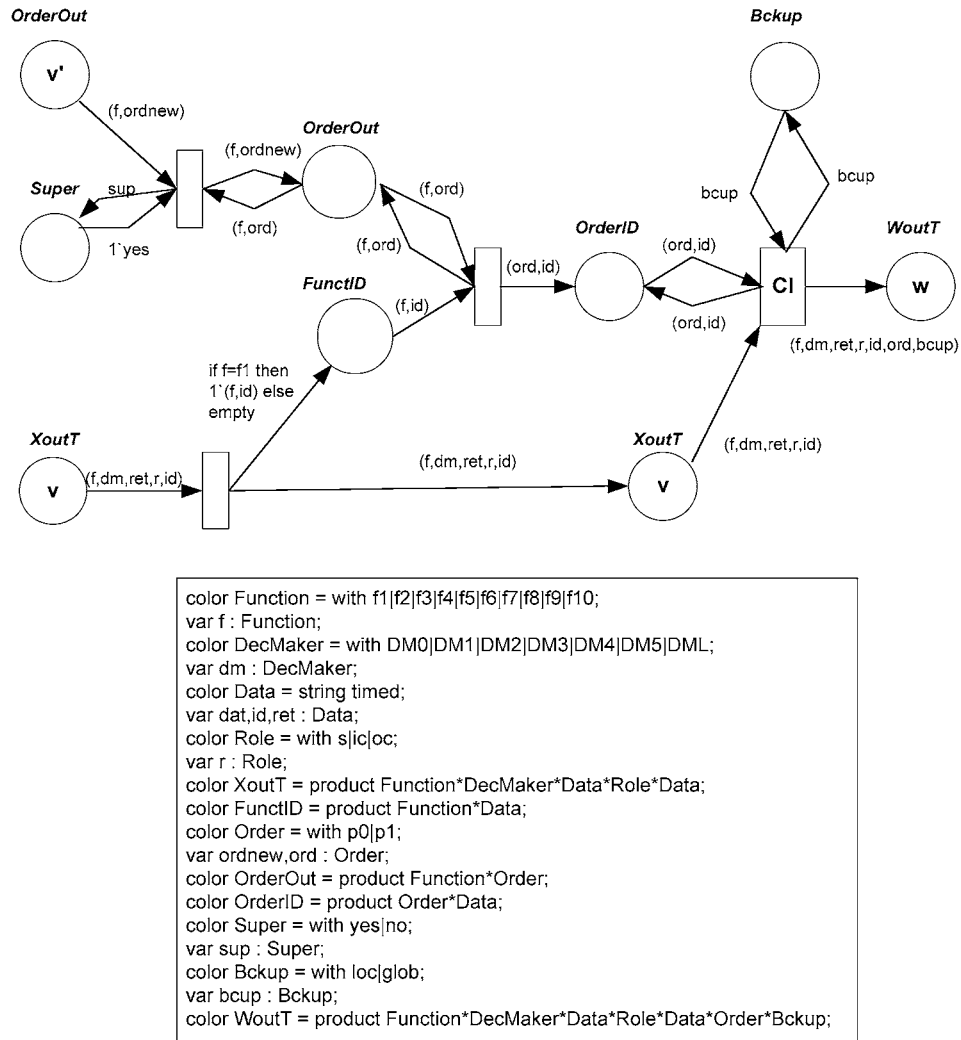 OrderOut
Bckup
v'
(f,ordnew)
OrderOut
(f,ordnew)
Super
sup
(f,ord)
(f,ord)
bcup
bcup
1`yes
(f,ord)
OrderID
WoutT
(ord,id)
(ord,id)
FunctID
(f,id)
CI
w
(ord,id)
(f,dm,ret,r,id,ord,bcup)
if f=f1 then
1`(f,id) else
empty
XoutT
XoutT
(f,dm,ret,r,id)
(f,dm,ret,r,id)
(f,dm,ret,r,id)
v
v
color Function = with f1|f2|f3|f4|f5|f6|f7|f8|f9|f10;
var f : Function;
color DecMaker = with DM0|DM1|DM2|DM3|DM4|DM5|DML;
var dm : DecMaker;
color Data = string timed;
var dat,id,ret : Data;
color Role = with s|ic|oc;
var r : Role;
color XoutT = product Function*DecMaker*Data*Role*Data;
color FunctID = product Function*Data;
color Order = with p0|p1;
var ordnew,ord : Order;
color OrderOut = product Function*Order;
color OrderID = product Order*Data;
color Super = with yes|no;
var sup : Super;
color Bckup = with loc|glob;
var bcup : Bckup;
color WoutT = product Function*DecMaker*Data*Role*Data*Order*Bckup;